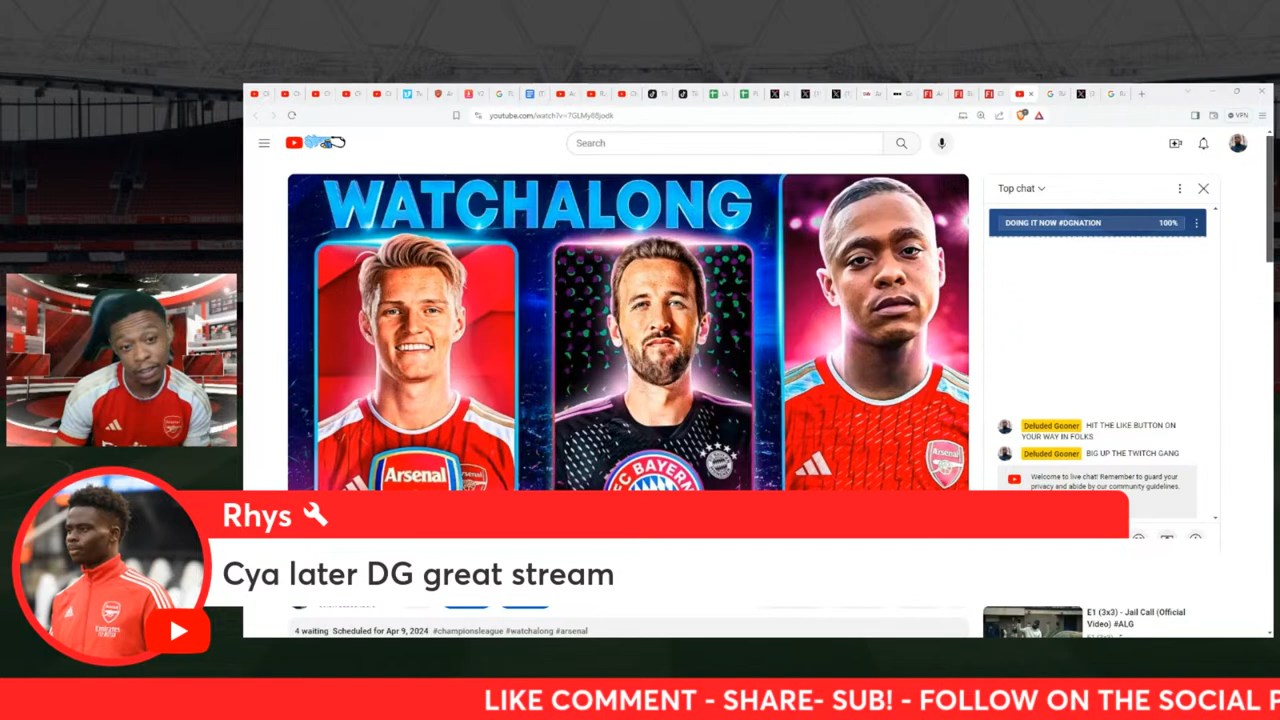 youtube.com/watch?v=TGLMy6Bjodk
VPN
Search
WATCHALONG
Arsenal
FC BAYERN
Arsenal
Top chat
DOING IT NOW #DGNATION 100%
Deluded Gooner HIT THE LIKE BUTTON ON
YOUR WAY IN FOLKS
Deluded Gooner BIG UP THE TWITCH GANG
Welcome to live chat! Remember to guard your
privacy and abide by our community guidelines.
Rhys
Cya later DG great stream
4 waiting Scheduled for Apr 9, 2024 #championsleague #watchalong #arsenal
E1 (3x3) - Jail Call (Official
Video) #ALG
LIKE COMMENT - SHARE- SUB! - FOLLOW ON THE SOCIAL